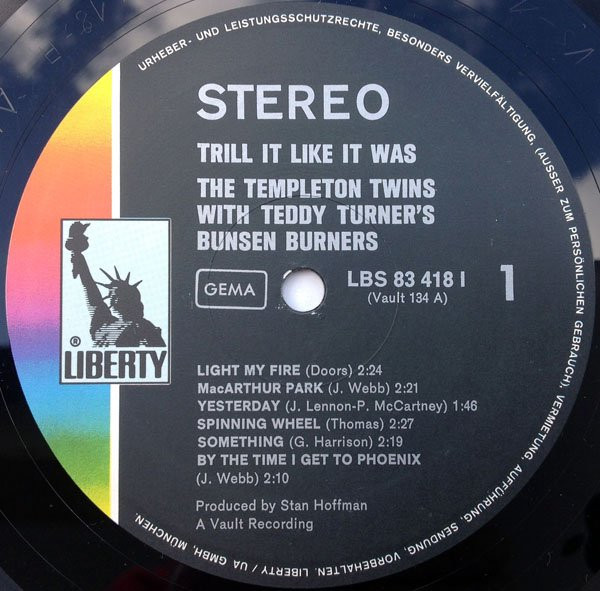 URHEBER- UND LEISTUNGSSCHUTZRECHTE, BESONDERS VERVIELFÄLTIGUNG, (AUSSER ZUM PERSÖNLICHEN GEBRAUCH), VERMIETUNG, AUFFÜHRUNG, SENDUNG, VORBEHALTEN. LIBERTY / UA GMBH, MÜNCHEN.
STEREO
TRILL IT LIKE IT WAS
THE TEMPLETON TWINS
WITH TEDDY TURNER'S
BUNSEN BURNERS
GEMA
LBS 83 418 I
(Vault 134 A)
1
®
LIBERTY
LIGHT MY FIRE (Doors) 2:24
MacARTHUR PARK (J. Webb) 2:21
YESTERDAY (J. Lennon-P. McCartney) 1:46
SPINNING WHEEL (Thomas) 2:27
SOMETHING (G. Harrison) 2:19
BY THE TIME I GET TO PHOENIX
(J. Webb) 2:10
Produced by Stan Hoffman
A Vault Recording